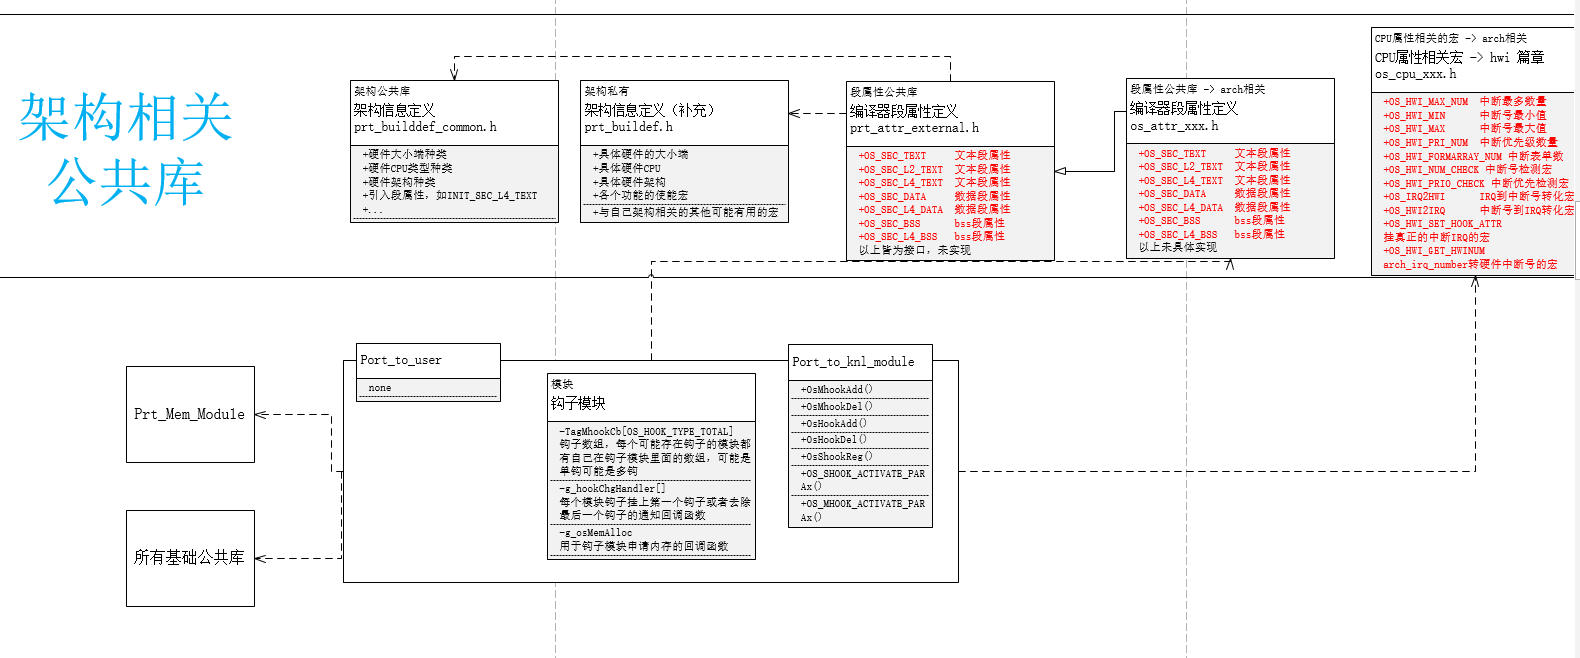 架构相关
公共库
架构公共库
架构信息定义
prt_builddef_common.h
+硬件大小端种类
+硬件CPU类型种类
+硬件架构种类
+引入段属性，如INIT_SEC_L4_TEXT
+...
架构私有
架构信息定义（补充）
prt_buildef.h
+具体硬件的大小端
+具体硬件CPU
+具体硬件架构
+各个功能的使能宏
+与自己架构相关的其他可能有用的宏
段属性公共库
编译器段属性定义
prt_attr_external.h
+OS_SEC_TEXT 文本段属性
+OS_SEC_L2_TEXT 文本段属性
+OS_SEC_L4_TEXT 文本段属性
+OS_SEC_DATA 数据段属性
+OS_SEC_L4_DATA 数据段属性
+OS_SEC_BSS bss段属性
+OS_SEC_L4_BSS bss段属性
以上皆为接口，未实现
段属性公共库 -> arch相关
编译器段属性定义
os_attr_xxx.h
+OS_SEC_TEXT 文本段属性
+OS_SEC_L2_TEXT 文本段属性
+OS_SEC_L4_TEXT 文本段属性
+OS_SEC_DATA 数据段属性
+OS_SEC_L4_DATA 数据段属性
+OS_SEC_BSS bss段属性
+OS_SEC_L4_BSS bss段属性
以上未具体实现
CPU属性相关的宏 -> arch相关
CPU属性相关宏 -> hwi 篇章
os_cpu_xxx.h
+OS_HWI_MAX_NUM 中断最多数量
+OS_HWI_MIN 中断号最小值
+OS_HWI_MAX 中断号最大值
+OS_HWI_PRI_NUM 中断优先级数量
+OS_HWI_FORMARRAY_NUM 中断表单数
+OS_HWI_NUM_CHECK 中断号检测宏
+OS_HWI_PRIO_CHECK 中断优先检测宏
+OS_IRQ2HWI IRQ到中断号转化宏
+OS_HWI2IRQ 中断号到IRQ转化宏
+OS_HWI_SET_HOOK_ATTR
挂真正的中断IRQ的宏
+OS_HWI_GET_HWINUM
arch_irq_number转硬件中断号的宏
Prt_Mem_Module
所有基础公共库
Port_to_user
none
模块
钩子模块
-TagMhookCb[OS_HOOK_TYPE_TOTAL]
钩子数组，每个可能存在钩子的模块都
有自己在钩子模块里面的数组，可能是
单钩可能是多钩
-g_hookChgHandler[]
每个模块钩子挂上第一个钩子或者去除
最后一个钩子的通知回调函数
-g_osMemAlloc
用于钩子模块申请内存的回调函数
Port_to_knl_module
+OsMhookAdd()
+OsMhookDel()
+OsHookAdd()
+OsHookDel()
+OsShookReg()
+OS_SHOOK_ACTIVATE_PAR
Ax()
+OS_MHOOK_ACTIVATE_PAR
Ax()